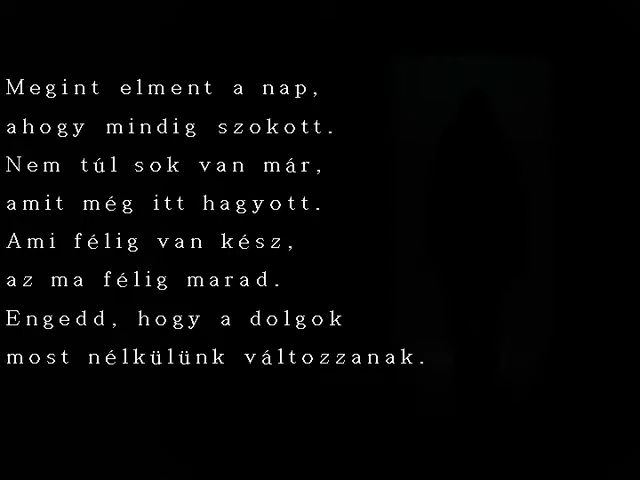 Megint elment a nap,
ahogy mindig szokott.
Nem túl sok van már,
amit még itt hagyott.
Ami félig van kész,
az ma félig marad.
Engedd, hogy a dolgok
most nélkülünk változzanak.